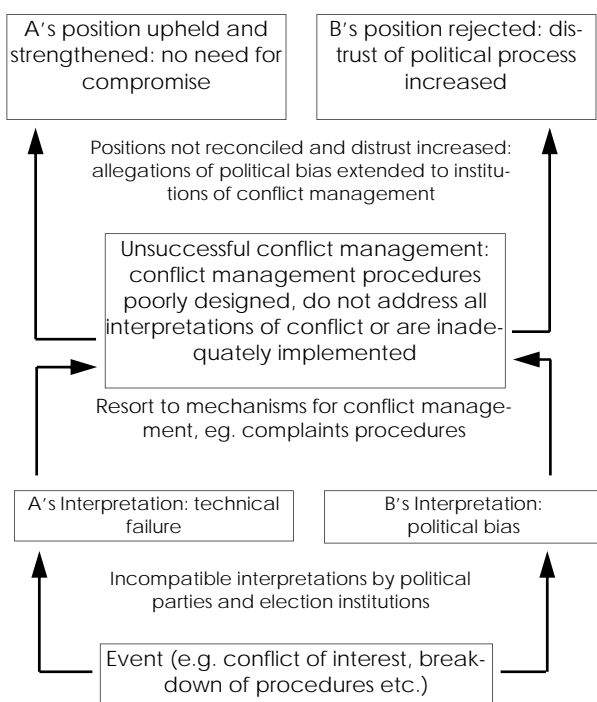 A's position upheld and
strengthened: no need for
compromise
B's position rejected: dis-
trust of political process
increased
Positions not reconciled and distrust increased:
allegations of political bias extended to institu-
tions of conflict management
Unsuccessful conflict management:
conflict management procedures
poorly designed, do not address all
interpretations of conflict or are inad-
equately implemented
Resort to mechanisms for conflict manage-
ment, eg. complaints procedures
A's Interpretation: technical
failure
B's Interpretation:
political bias
Incompatible interpretations by political
parties and election institutions
Event (e.g. conflict of interest, break-
down of procedures etc.)